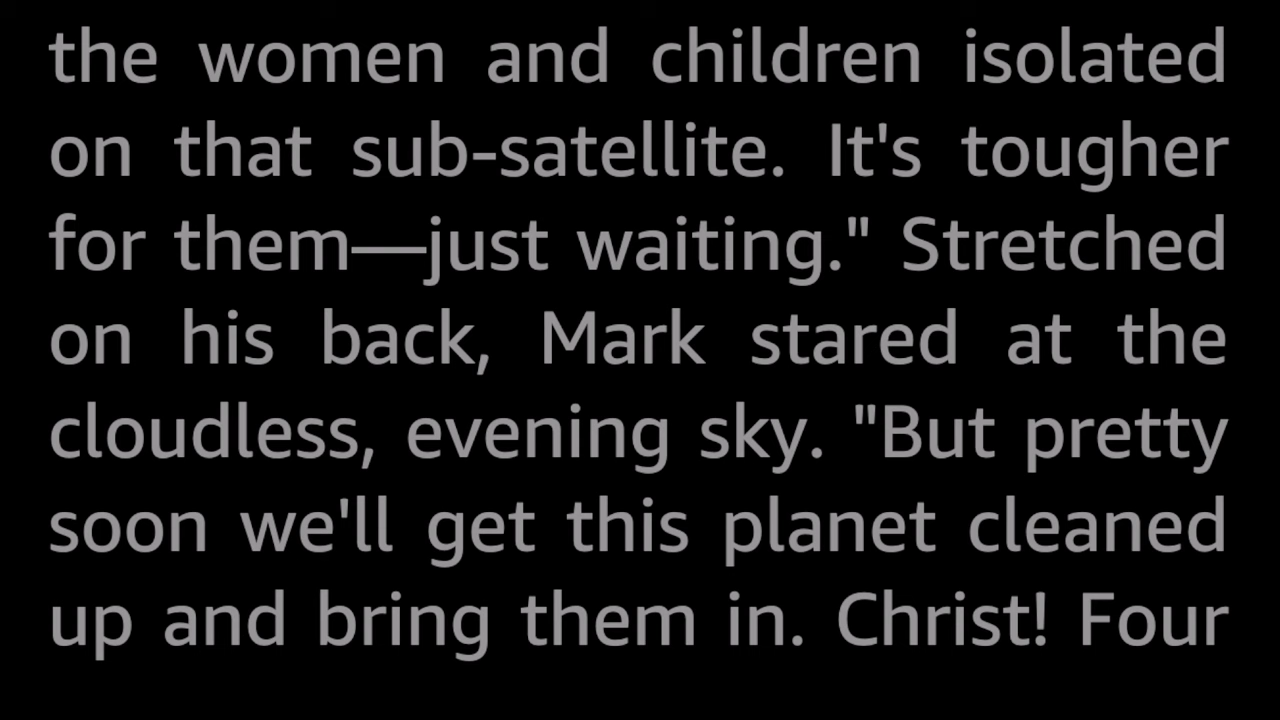 the women and children isolated
on that sub-satellite. It's tougher
for them—just waiting." Stretched
on his back, Mark stared at the
cloudless, evening sky. "But pretty
soon we'll get this planet cleaned
up and bring them in. Christ! Four